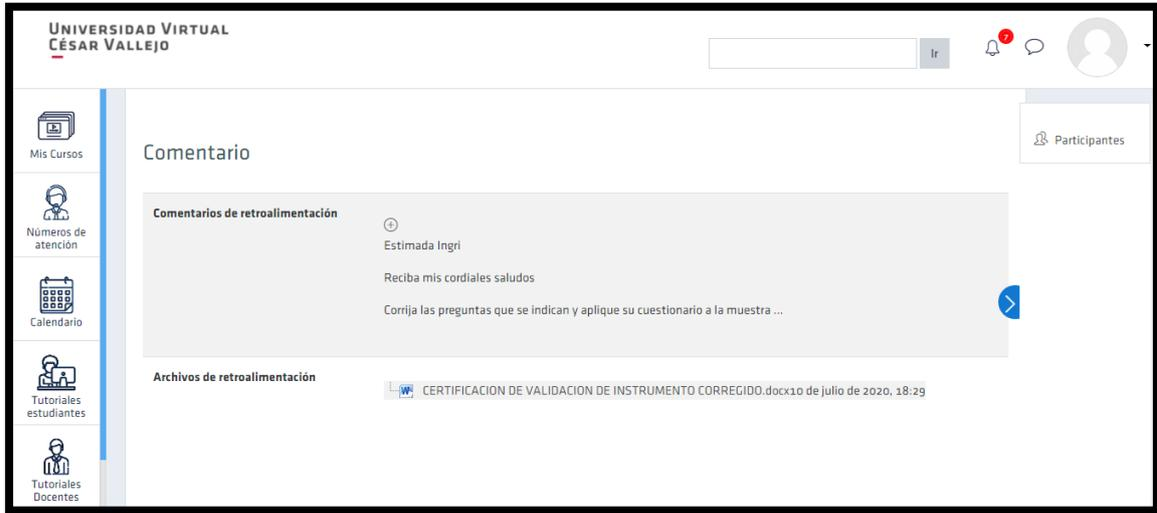 UNIVERSIDAD VIRTUAL
CÉSAR VALLEJO
Ir
7
Mis Cursos
Números de
atención
Calendario
Tutoriales
estudiantes
Tutoriales
Docentes
Comentario
Participantes
Comentarios de retroalimentación
Estimada Ingri
Reciba mis cordiales saludos
Corrija las preguntas que se indican y aplique su cuestionario a la muestra ...
Archivos de retroalimentación
CERTIFICACION DE VALIDACION DE INSTRUMENTO CORREGIDO.docx10 de julio de 2020, 18:29